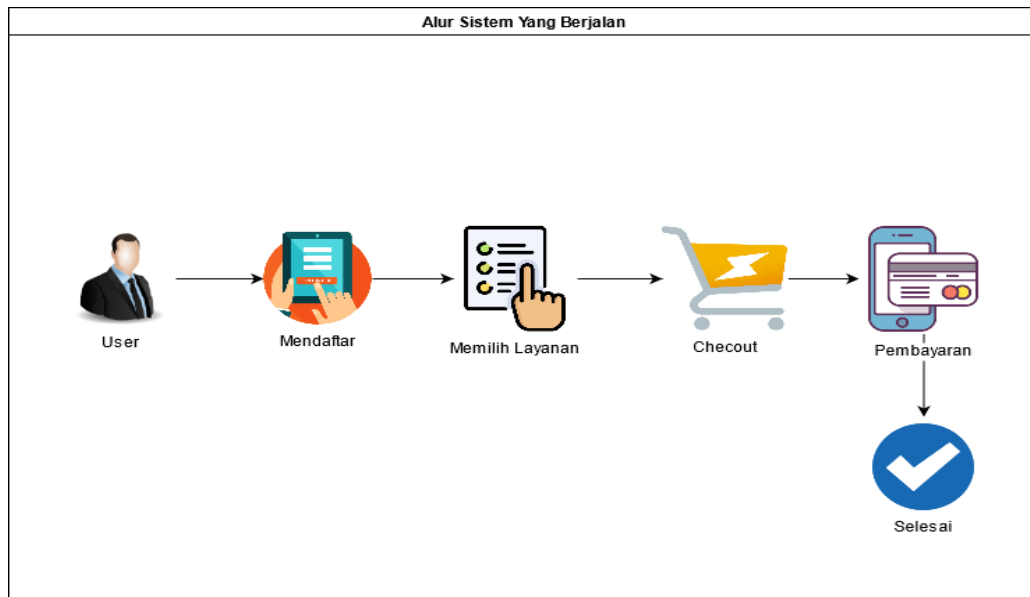 Alur Sistem Yang Berjalan
User
Mendaftar
Memilih Layanan
Checout
Pembayaran
Selesai